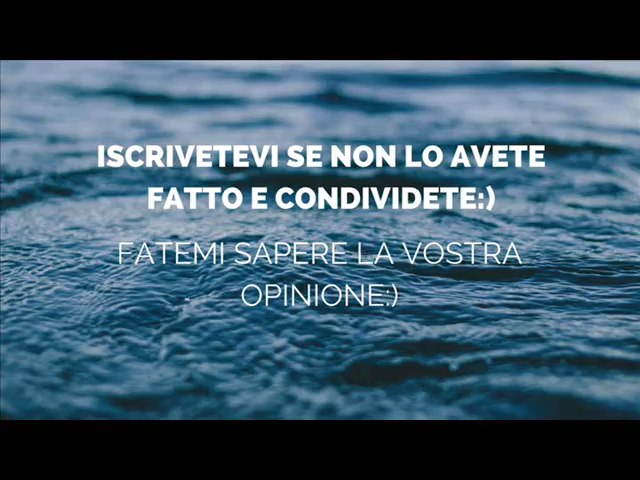 ISCRIVETEVI SE NON LO AVETE
FATTO E CONDIVIDETE:)
FATEMI SAPERE LA VOSTRA
OPINIONE:)